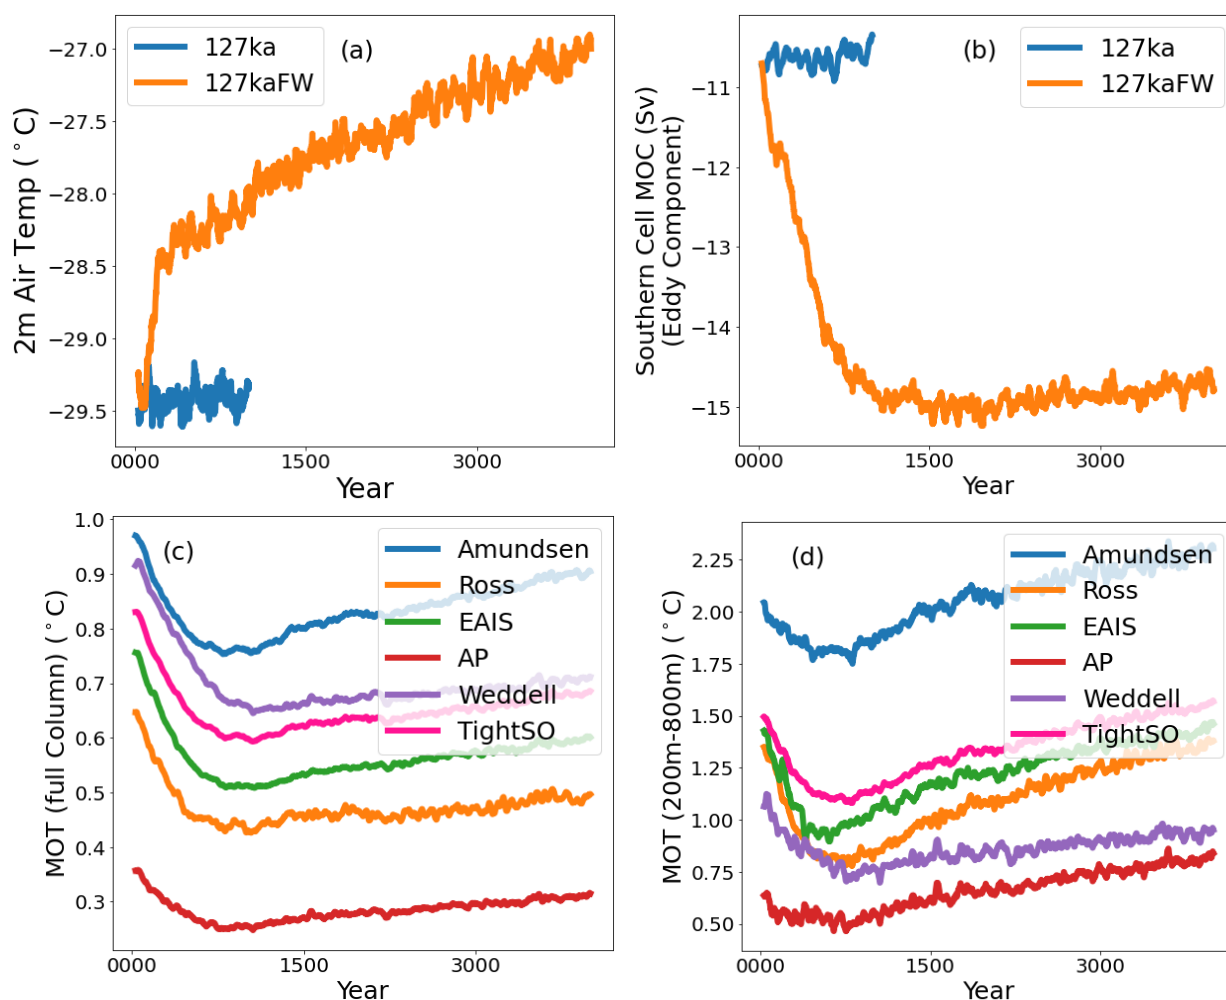 (a)
127ka
127kaFW
2m Air Temp (°C)
−27.0
−27.5
−28.0
−28.5
−29.0
−29.5
0000
1500
3000
Year
(b)
127ka
127kaFW
Southern Cell MOC (Sv)
(Eddy Component)
−11
−12
−13
−14
−15
0000
1500
3000
Year
(c)
Amundsen
Ross
EAIS
AP
Weddell
TightSO
MOT (full Column) (°C)
1.0
0.9
0.8
0.7
0.6
0.5
0.4
0.3
0000
1500
3000
Year
(d)
Amundsen
Ross
EAIS
AP
Weddell
TightSO
MOT (200m-800m) (°C)
2.25
2.00
1.75
1.50
1.25
1.00
0.75
0.50
0000
1500
3000
Year